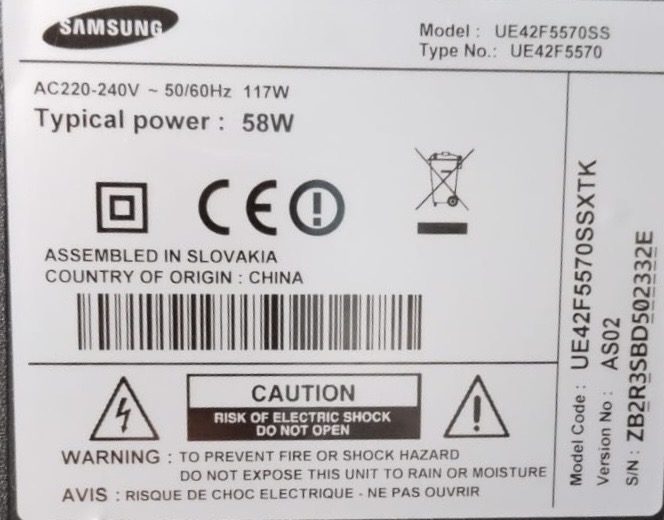 SAMSUNG
Model : UE42F5570SS
Type No.: UE42F5570
AC220-240V ~ 50/60Hz 117W
Typical power : 58W
ASSEMBLED IN SLOVAKIA
COUNTRY OF ORIGIN : CHINA
CAUTION
RISK OF ELECTRIC SHOCK
DO NOT OPEN
WARNING : TO PREVENT FIRE OR SHOCK HAZARD
DO NOT EXPOSE THIS UNIT TO RAIN OR MOISTURE
AVIS : RISQUE DE CHOC ELECTRIQUE - NE PAS OUVRIR
Model Code : UE42F5570SSXTK
Version No : AS02
S/N : ZB2R3SBD502332E